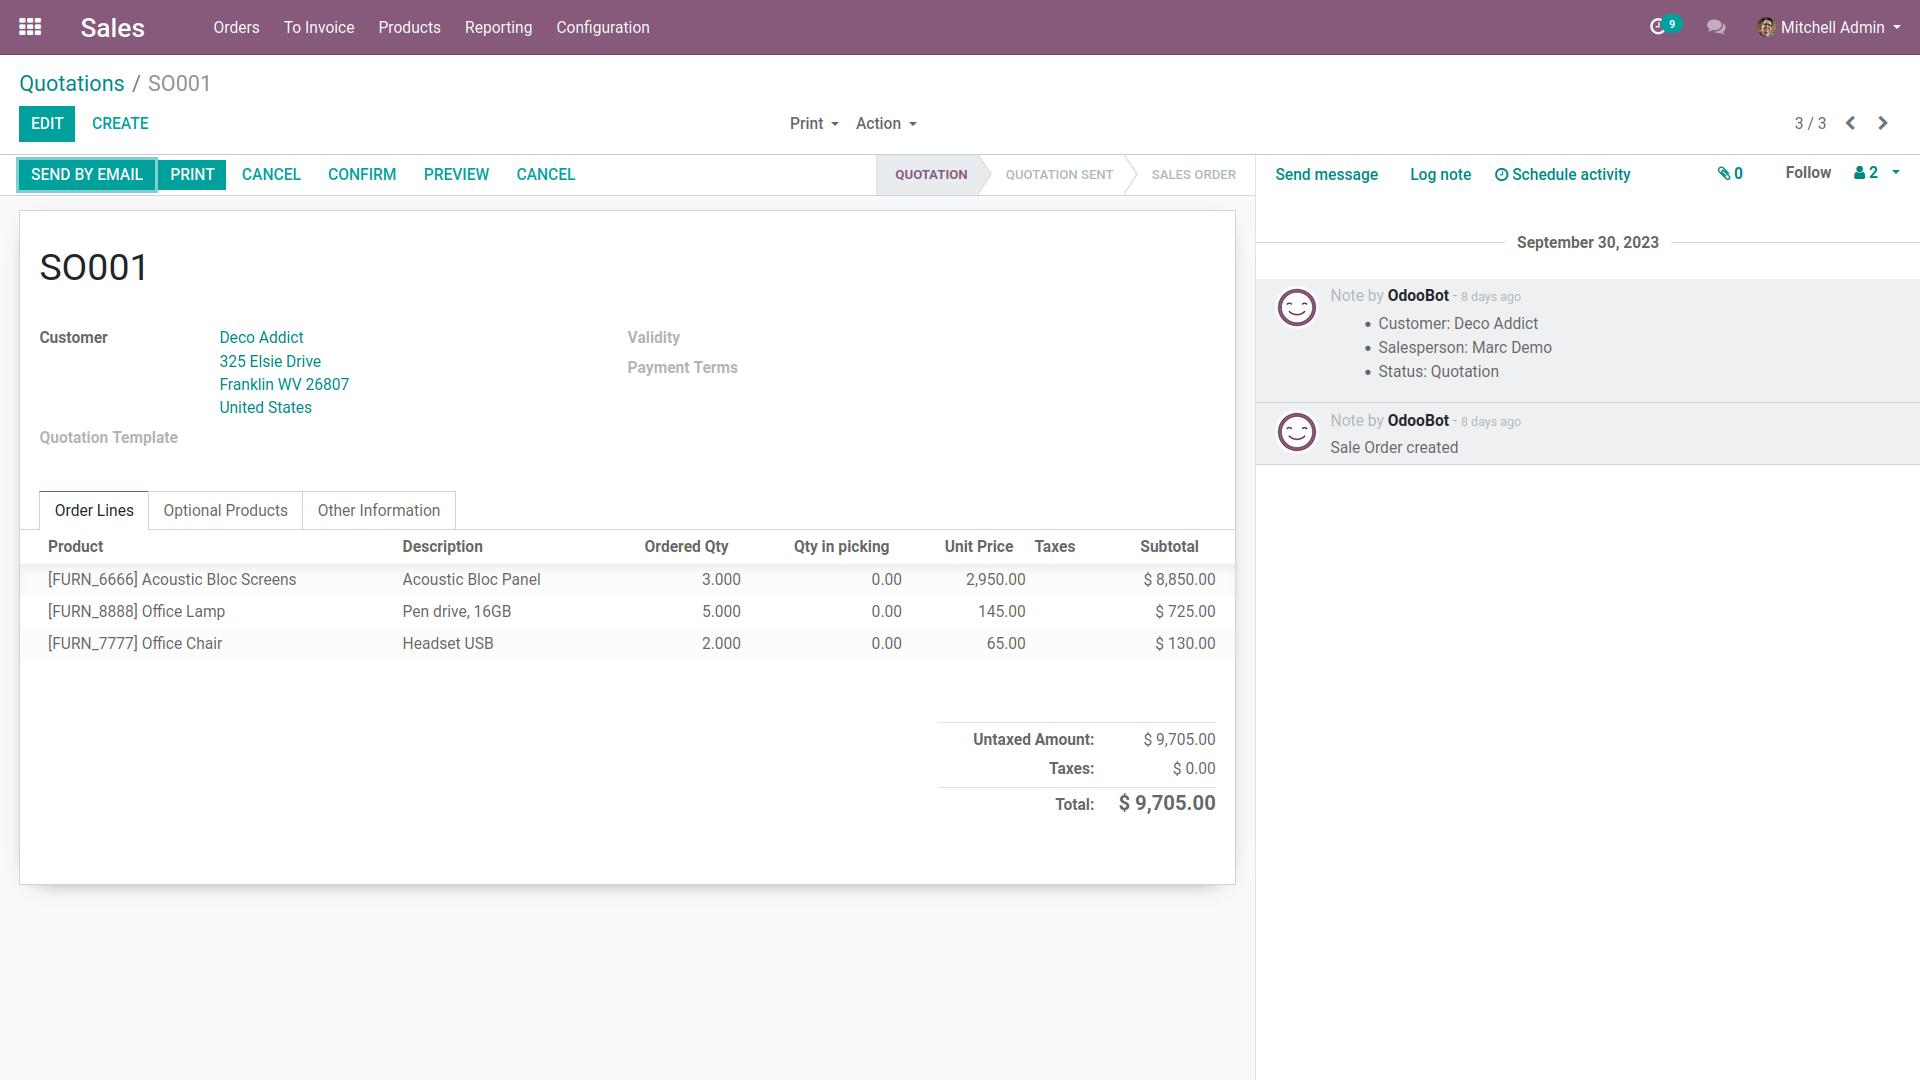 Sales Orders To Invoice Products Reporting Configuration 9 Mitchell Admin
Quotations / SO001
EDIT CREATE Print Action 3 / 3
SEND BY EMAIL PRINT CANCEL CONFIRM PREVIEW CANCEL QUOTATION QUOTATION SENT SALES ORDER
SO001
Customer Deco Addict
325 Elsie Drive
Franklin WV 26807
United States
Validity
Payment Terms
Quotation Template
Order Lines Optional Products Other Information
Product Description Ordered Qty Qty in picking Unit Price Taxes Subtotal
[FURN_6666] Acoustic Bloc Screens Acoustic Bloc Panel 3.000 0.00 2,950.00 $ 8,850.00
[FURN_8888] Office Lamp Pen drive, 16GB 5.000 0.00 145.00 $ 725.00
[FURN_7777] Office Chair Headset USB 2.000 0.00 65.00 $ 130.00
Untaxed Amount: $ 9,705.00
Taxes: $ 0.00
Total: $ 9,705.00
Send message Log note Schedule activity 0 Follow 2
September 30, 2023
Note by OdooBot - 8 days ago
• Customer: Deco Addict
• Salesperson: Marc Demo
• Status: Quotation
Note by OdooBot - 8 days ago
Sale Order created